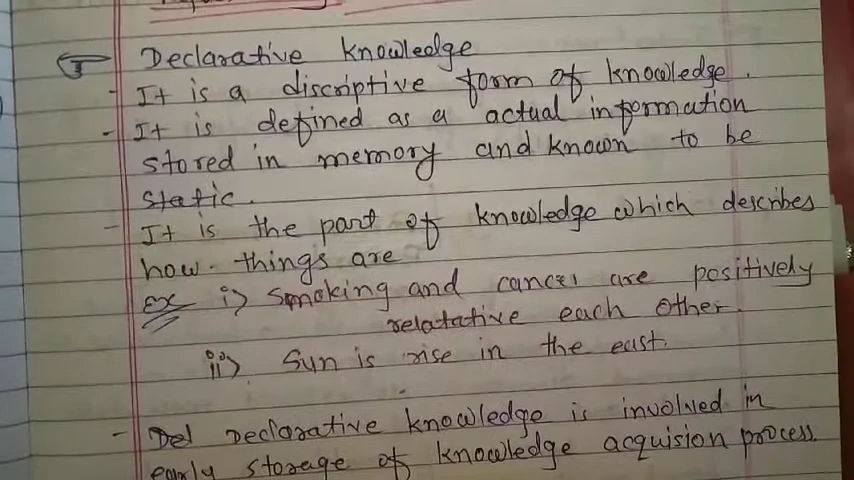 I Declarative knowledge
- It is a discriptive form of knowledge.
- It is defined as a actual information
stored in memory and known to be
static.
- It is the part of knowledge which describes
how things are
Ex i) Smoking and cancer are positively
relatative each other.
ii) Sun is rise in the east.
- Del Declarative knowledge is involved in
early storage of knowledge acquision process.